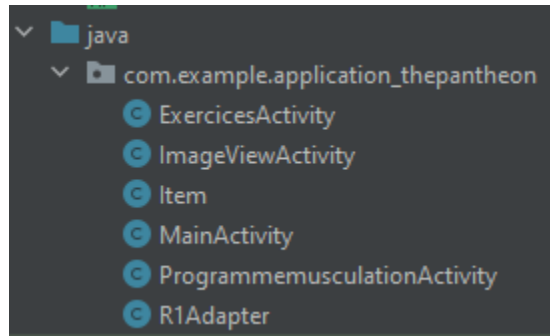 java
com.example.application_thepantheon
ExercicesActivity
ImageViewActivity
Item
MainActivity
ProgrammemusculationActivity
R1Adapter